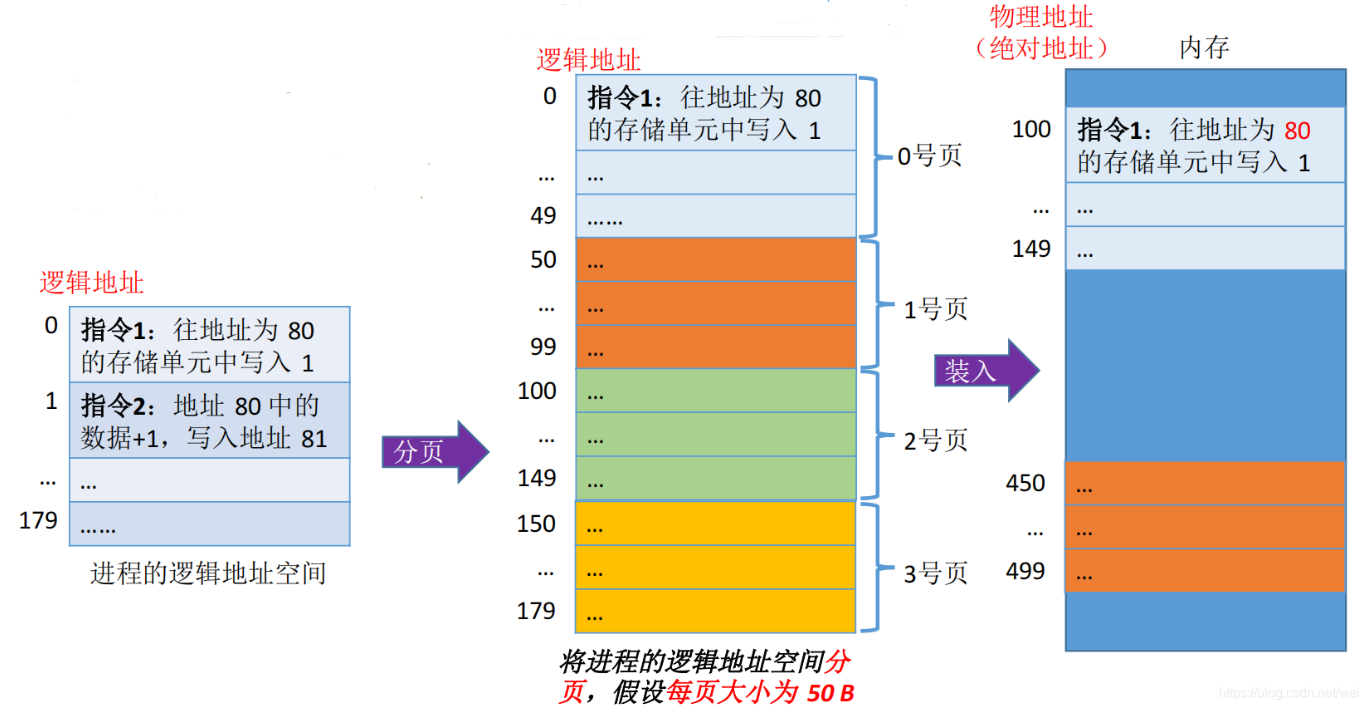 逻辑地址
0
指令1：往地址为 80
的存储单元中写入 1
1
指令2：地址 80 中的
数据+1，写入地址 81
...
...
179
……
进程的逻辑地址空间
分页
逻辑地址
0
指令1：往地址为 80
的存储单元中写入 1
...
...
49
……
0号页
50
...
...
...
99
...
1号页
100
...
...
...
149
...
2号页
150
...
...
...
179
...
3号页
将进程的逻辑地址空间分
页，假设每页大小为 50 B
装入
物理地址
（绝对地址）
内存
100
指令1：往地址为 80
的存储单元中写入 1
...
...
149
...
450
...
...
...
499
...
https://blog.csdn.net/wei